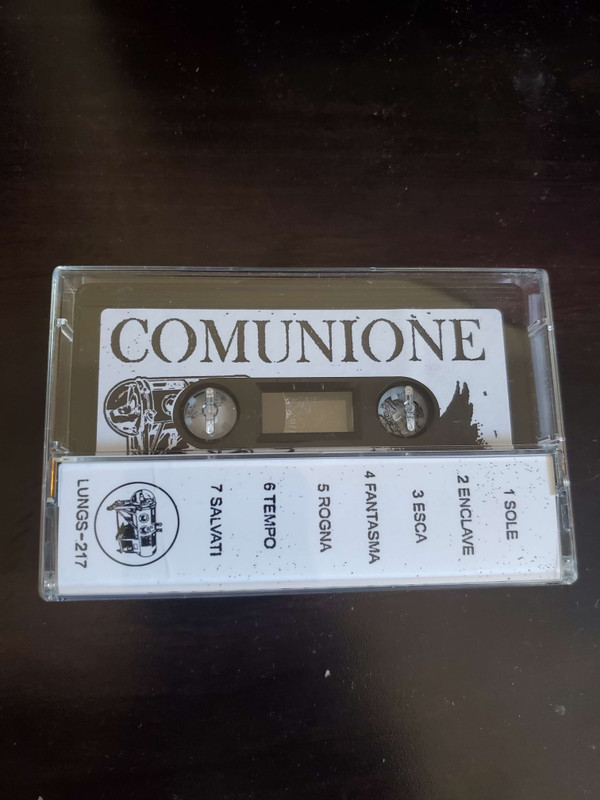 COMUNIONE
1 SOLE
2 ENCLAVE
3 ESCA
4 FANTASMA
5 ROGNA
6 TEMPO
7 SALVATI
LUNGS-217